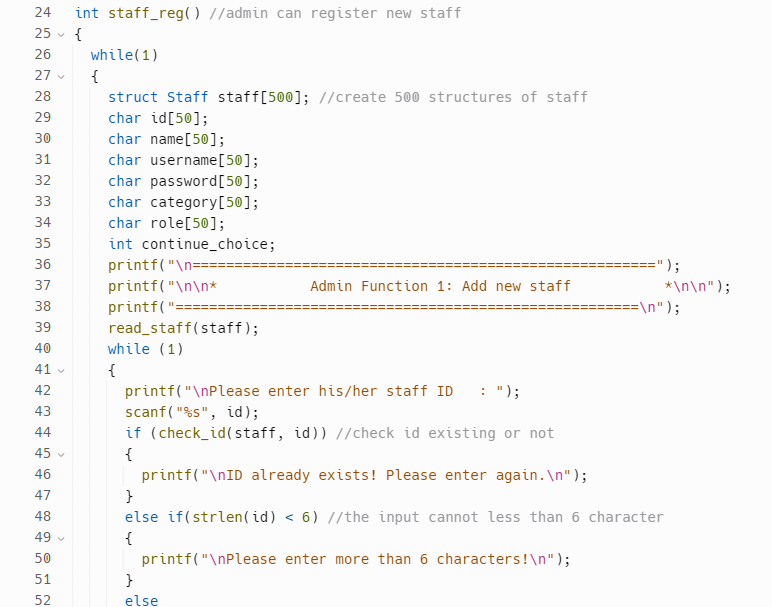 24 int staff_reg() //admin can register new staff
25 {
26 while(1)
27 {
28 struct Staff staff[500]; //create 500 structures of staff
29 char id[50];
30 char name[50];
31 char username[50];
32 char password[50];
33 char category[50];
34 char role[50];
35 int continue_choice;
36 printf("\n=======================================================");
37 printf("\n\n*           Admin Function 1: Add new staff           *\n\n");
38 printf("=======================================================\n");
39 read_staff(staff);
40 while (1)
41 {
42 printf("\nPlease enter his/her staff ID   : ");
43 scanf("%s", id);
44 if (check_id(staff, id)) //check id existing or not
45 {
46 printf("\nID already exists! Please enter again.\n");
47 }
48 else if(strlen(id) < 6) //the input cannot less than 6 character
49 {
50 printf("\nPlease enter more than 6 characters!\n");
51 }
52 else